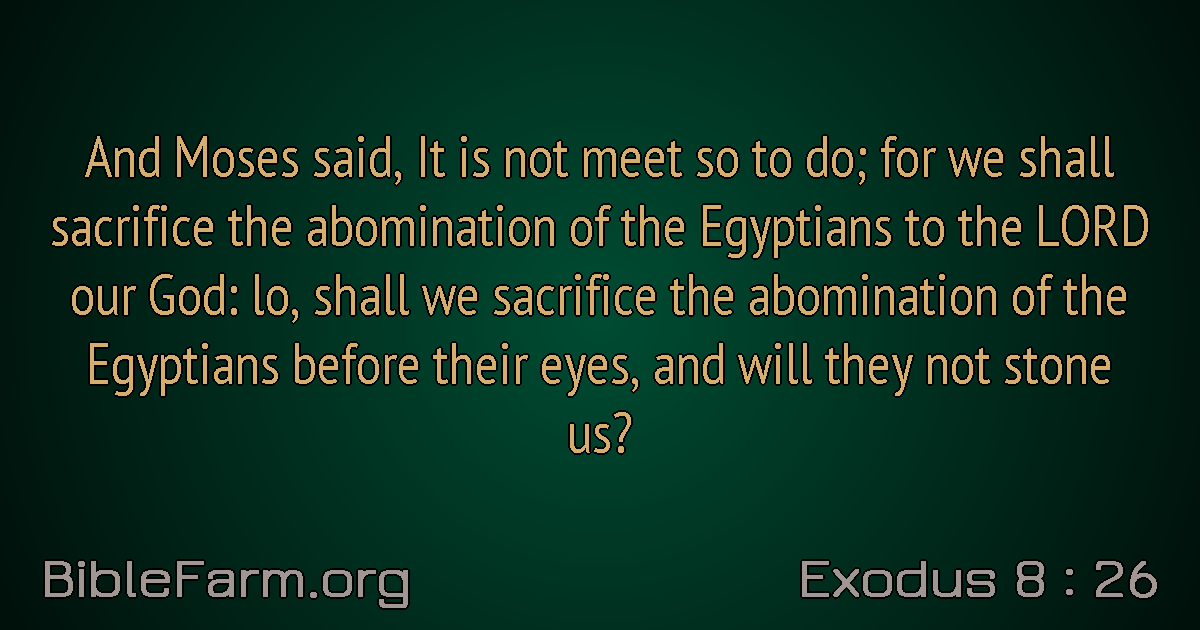 And Moses said, It is not meet so to do; for we shall
sacrifice the abomination of the Egyptians to the LORD
our God: lo, shall we sacrifice the abomination of the
Egyptians before their eyes, and will they not stone
us?
BibleFarm.org
Exodus 8 : 26